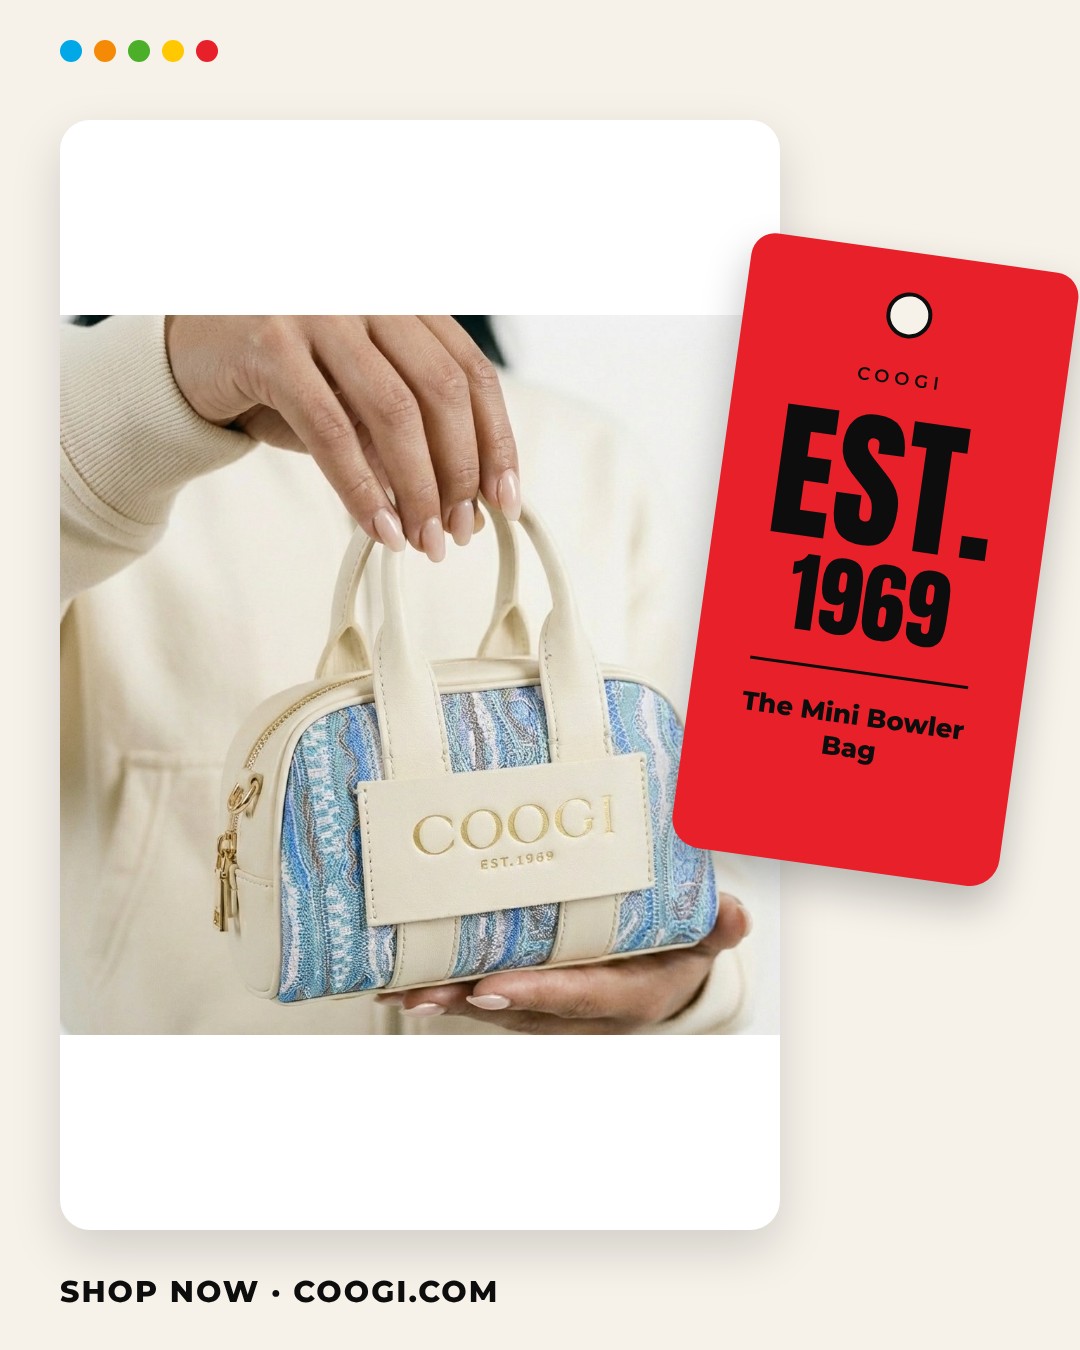 COOGI
EST.
1969
The Mini Bowler
Bag
COOGI
EST.1969
SHOP NOW · COOGI.COM